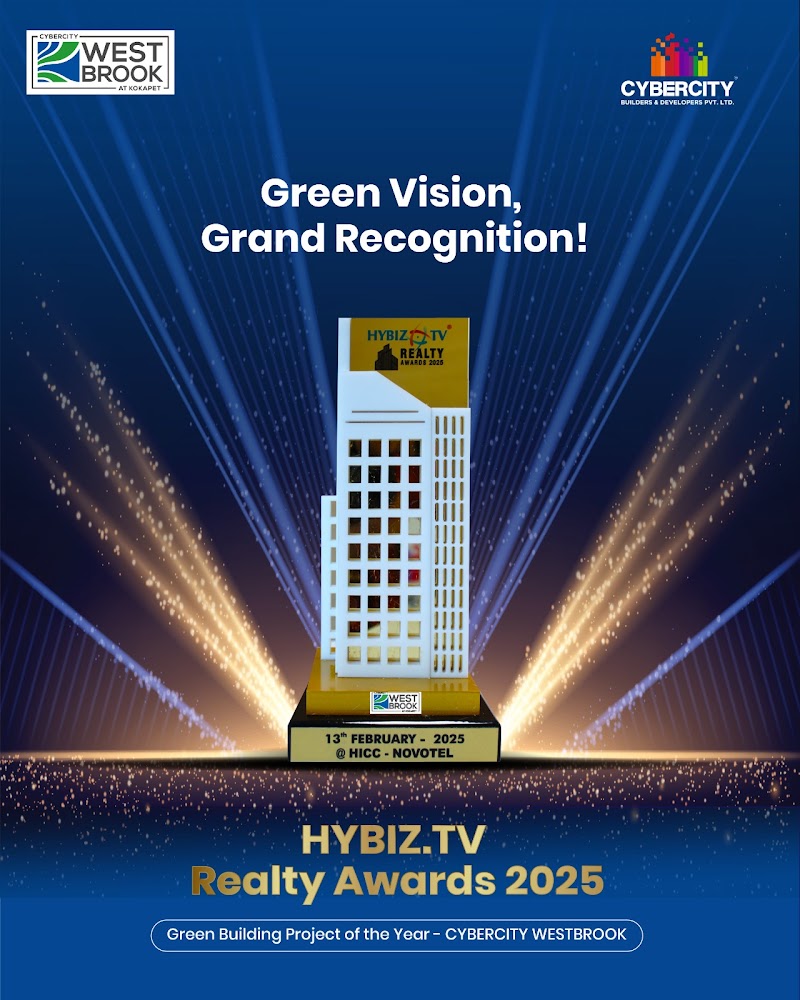 CYBERCITY
WEST
BROOK
AT KOKAPET
CYBERCITY
BUILDERS & DEVELOPERS PVT. LTD.
Green Vision,
Grand Recognition!
HYBIZ TV
REALTY
AWARDS 2025
WEST
BROOK
13th FEBRUARY - 2025
@ HICC - NOVOTEL
HYBIZ.TV
Realty Awards 2025
Green Building Project of the Year - CYBERCITY WESTBROOK